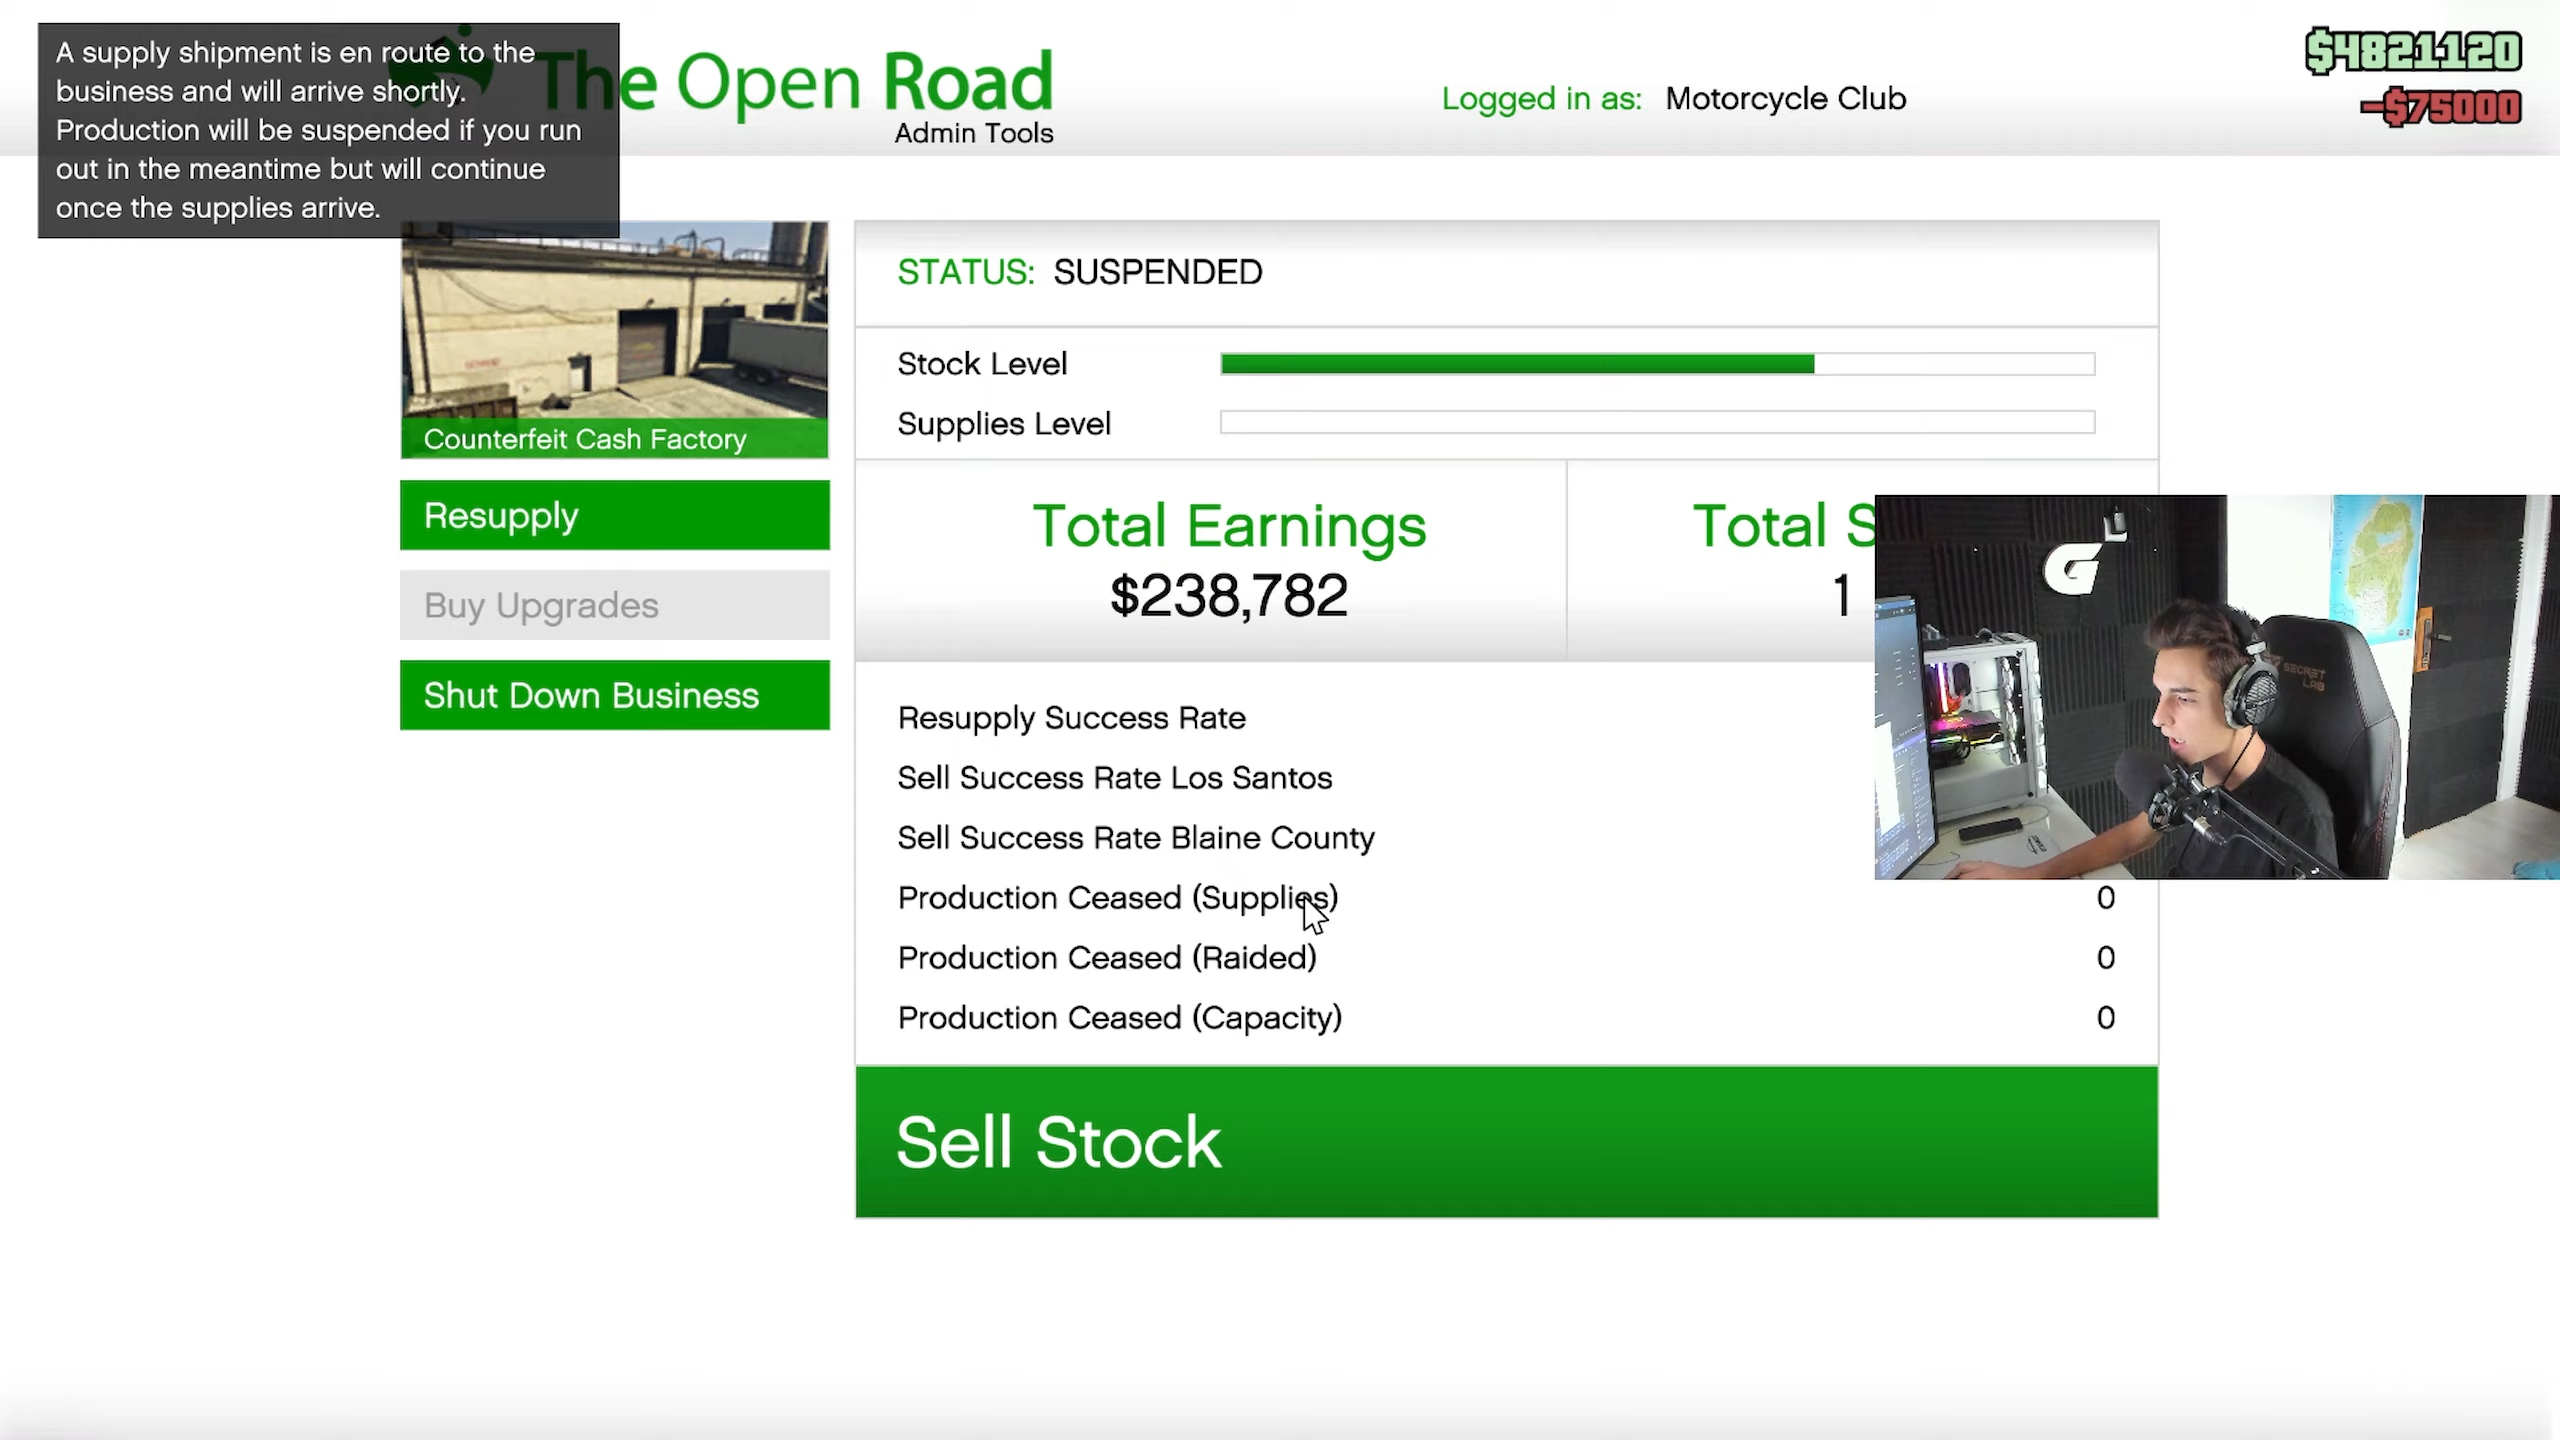 A supply shipment is en route to the
business and will arrive shortly.
Production will be suspended if you run
out in the meantime but will continue
once the supplies arrive.
The Open Road
Admin Tools
Logged in as: Motorcycle Club
$4821120
-$75000
Counterfeit Cash Factory
Resupply
Buy Upgrades
Shut Down Business
STATUS: SUSPENDED
Stock Level
Supplies Level
Total Earnings
$238,782
Total S
1
Resupply Success Rate
Sell Success Rate Los Santos
Sell Success Rate Blaine County
Production Ceased (Supplies) 0
Production Ceased (Raided) 0
Production Ceased (Capacity) 0
Sell Stock
G
SECRET
LAB